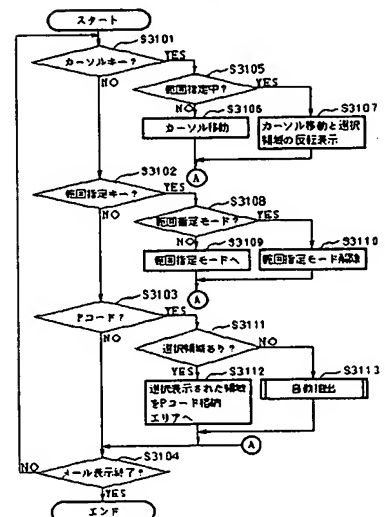 スタート
S3101
カーソルキー?
YES
NO
S3105
範囲指定中?
YES
NO
S3106
カーソル移動
S3107
カーソル移動と選択
領域の反転表示
A
S3102
範囲指定キー?
YES
NO
S3108
範囲指定モード?
YES
NO
S3109
範囲指定モードへ
S3110
範囲指定モード解除
A
S3103
Pコード?
YES
NO
S3111
選択領域あり?
NO
YES
S3112
選択表示された領域
をPコード格納
エリアへ
S3113
自動抽出
A
S3104
メール表示終了?
NO
YES
エンド